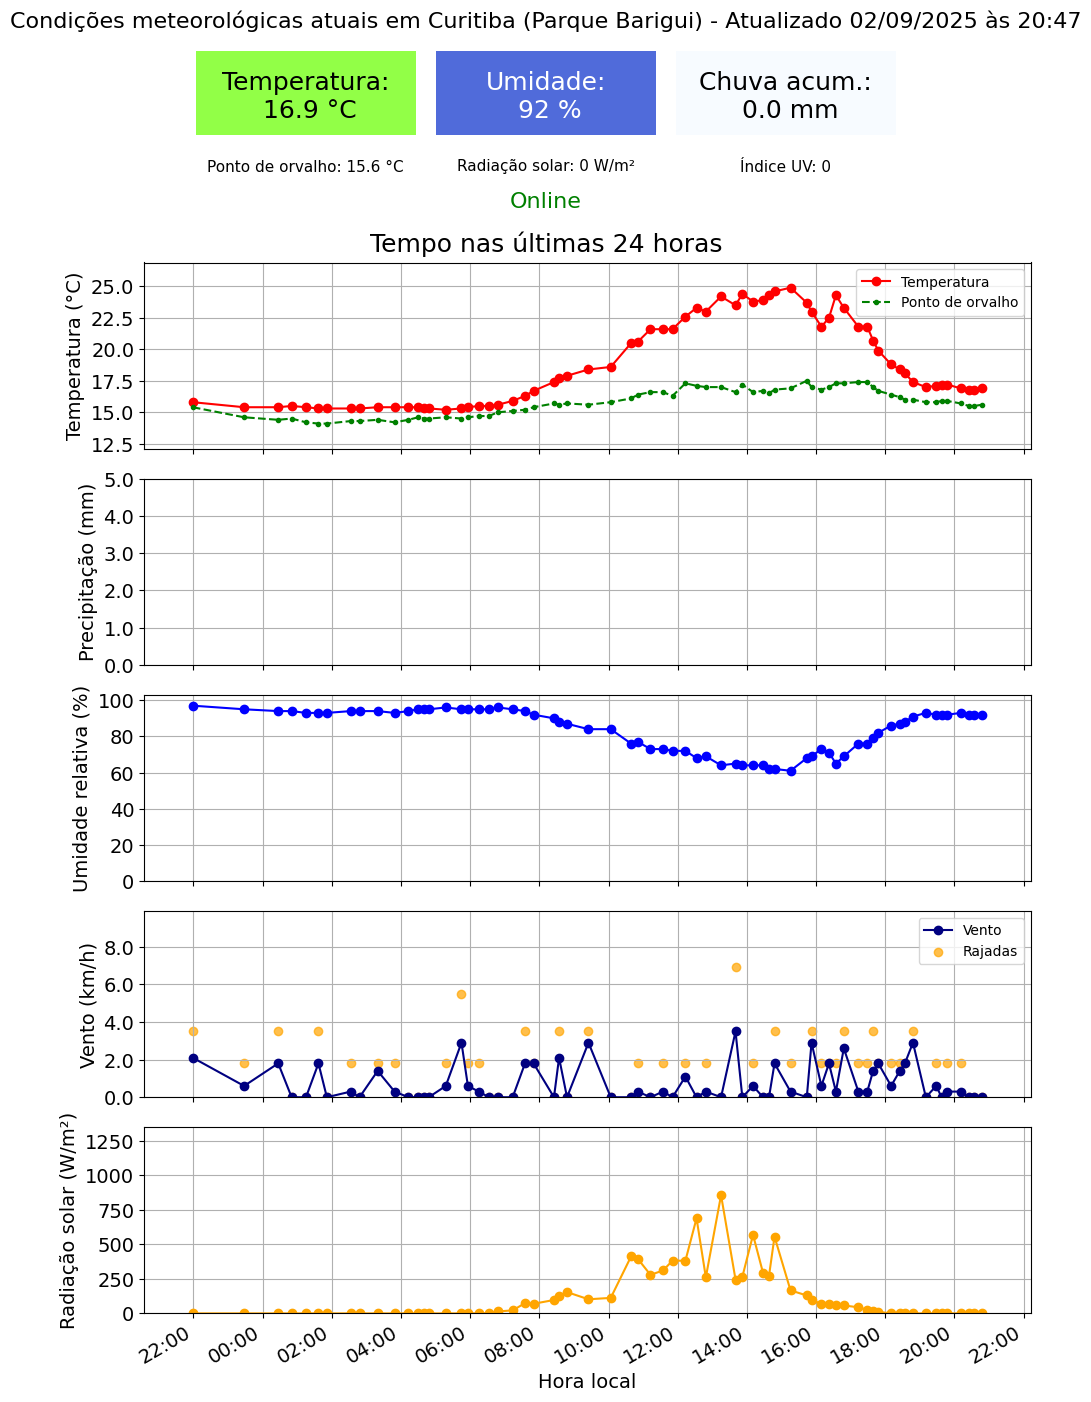 Condições meteorológicas atuais em Curitiba (Parque Barigui) - Atualizado 02/09/2025 às 20:47
Temperatura:
16.9 °C
Umidade:
92 %
Chuva acum.:
0.0 mm
Ponto de orvalho: 15.6 °C
Radiação solar: 0 W/m²
Índice UV: 0
Online
Tempo nas últimas 24 horas
Temperatura (°C)
25.0
22.5
20.0
17.5
15.0
12.5
Temperatura
Ponto de orvalho
Precipitação (mm)
5.0
4.0
3.0
2.0
1.0
0.0
Umidade relativa (%)
100
80
60
40
20
0
Vento (km/h)
8.0
6.0
4.0
2.0
0.0
Vento
Rajadas
Radiação solar (W/m²)
1250
1000
750
500
250
0
22:00
00:00
02:00
04:00
06:00
08:00
10:00
12:00
14:00
16:00
18:00
20:00
22:00
Hora local